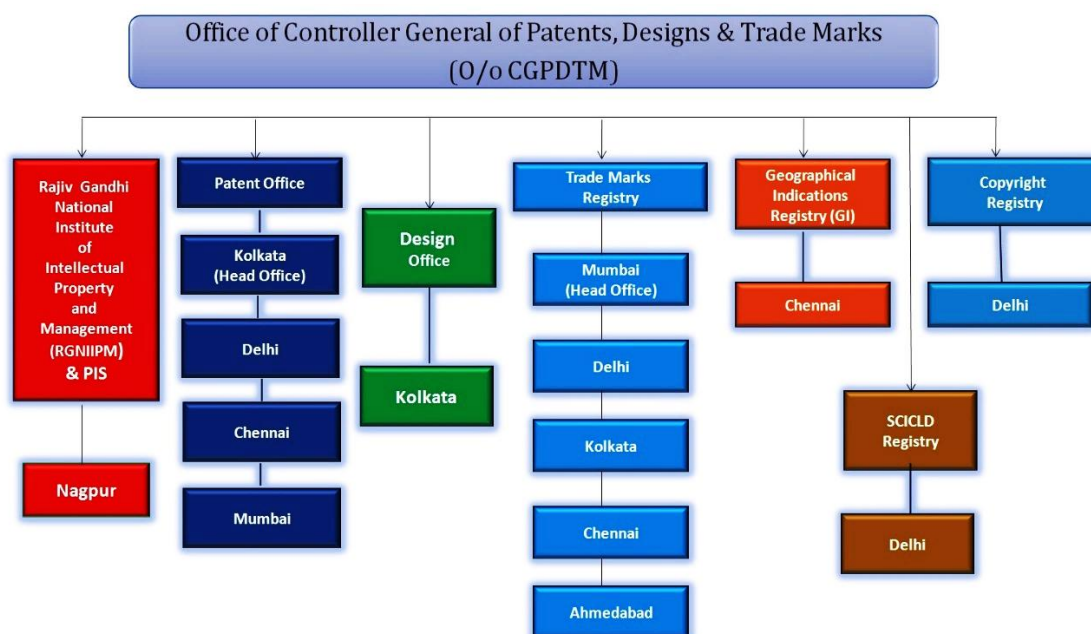 Office of Controller General of Patents, Designs & Trade Marks
(O/o CGPDTM)
Rajiv Gandhi
National
Institute
of
Intellectual
Property
and
Management
(RGNIIPM)
& PIS
Nagpur
Patent Office
Kolkata
(Head Office)
Delhi
Chennai
Mumbai
Design
Office
Kolkata
Trade Marks
Registry
Mumbai
(Head Office)
Delhi
Kolkata
Chennai
Ahmedabad
Geographical
Indications
Registry (GI)
Chennai
SCICLD
Registry
Delhi
Copyright
Registry
Delhi